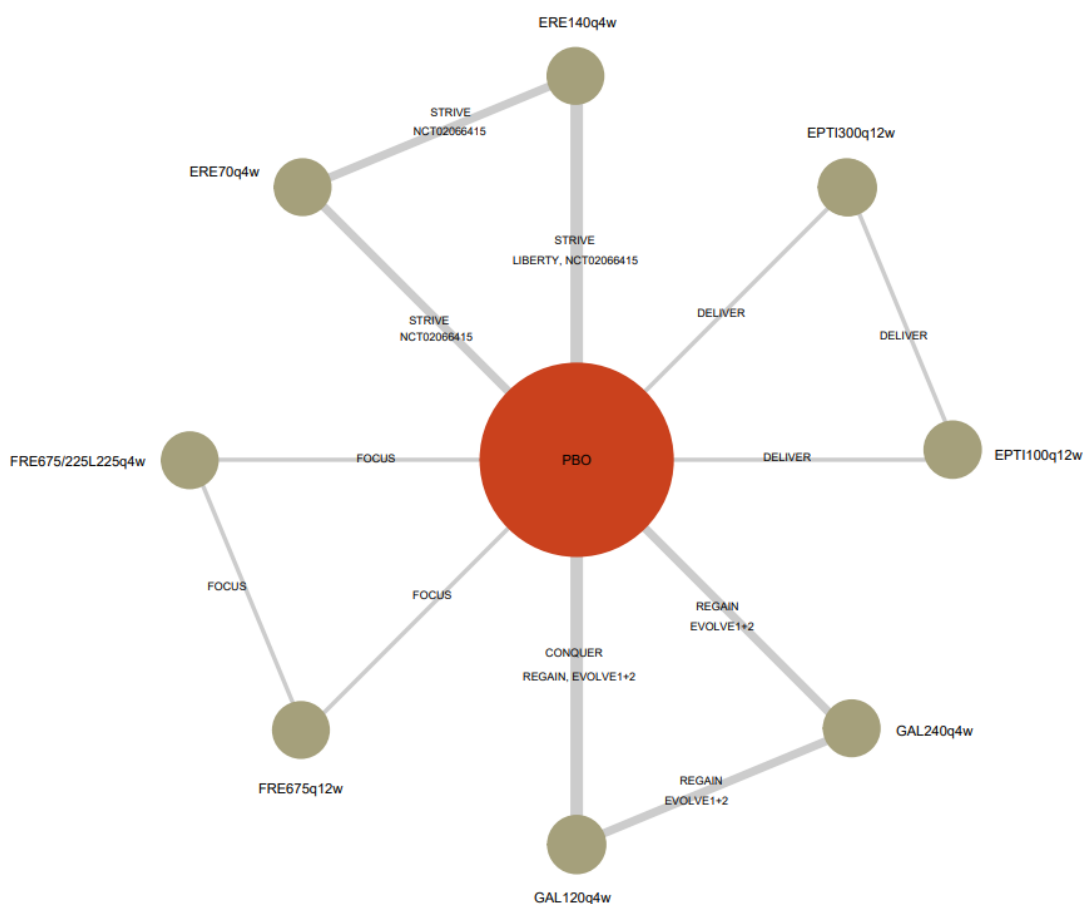 ERE140q4w
STRIVE
NCT02066415
EPTI300q12w
ERE70q4w
STRIVE
LIBERTY, NCT02066415
DELIVER
STRIVE
NCT02066415
DELIVER
FRE675/225L225q4w
FOCUS
PBO
DELIVER
EPTI100q12w
FOCUS
FOCUS
REGAIN
EVOLVE1+2
CONQUER
REGAIN, EVOLVE1+2
GAL240q4w
FRE675q12w
REGAIN
EVOLVE1+2
GAL120q4w